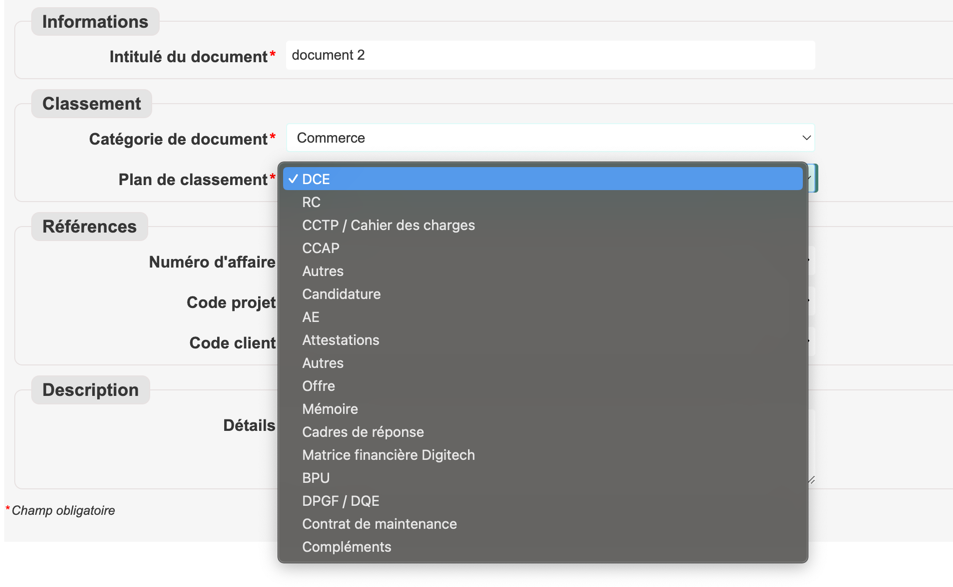 Informations
Intitulé du document* document 2
Classement
Catégorie de document* Commerce
Plan de classement* ✓ DCE
RC
CCTP / Cahier des charges
CCAP
Autres
Candidature
AE
Attestations
Autres
Offre
Mémoire
Cadres de réponse
Matrice financière Digitech
BPU
DPGF / DQE
Contrat de maintenance
Compléments
Références
Numéro d'affaire
Code projet
Code client
Description
Détails
*Champ obligatoire